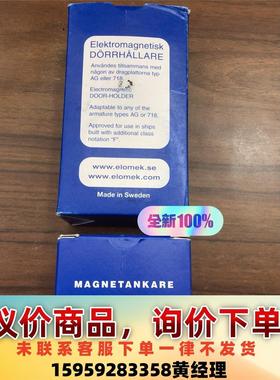 Elektromagnetisk
DÖRRHÅLLARE
Användes tillsammans med
någon av dragplattorna typ
AG eller 718.
Electromagnetic
DOOR-HOLDER
Adaptable to any of the
armature types AG or 718.
Approved for use in ships
built with additional class
notation "F".
www.elomek.se
www.elomek.com
Made in Sweden
全新100%
MAGNETANKARE
议价商品，询价下单
未联系客服下单一律不发货
15959283358黄经理